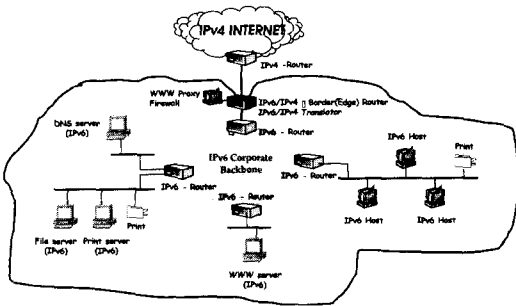 IPv4 INTERNET
IPv4 - Router
WWW Proxy
Firewall
IPv6/IPv4 ▯ Border(Edge) Router
IPv6/IPv4 Translator
IPv6 - Router
DNS server
(IPv6)
IPv6 Corporate
Backbone
IPv6 - Router
IPv6 Host
Print
IPv6 - Router
IPv6 - Router
File server
(IPv6)
Print server
(IPv6)
Print
IPv6 Host
IPv6 Host
WWW server
(IPv6)